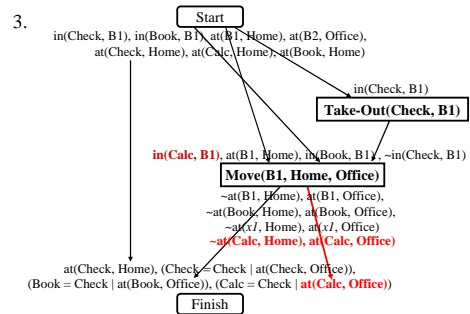 3.
Start
in(Check, B1), in(Book, B1), at(B1, Home), at(B2, Office),
at(Check, Home), at(Calc, Home), at(Book, Home)
in(Check, B1)
Take-Out(Check, B1)
in(Calc, B1), at(B1, Home), in(Book, B1), ~in(Check, B1)
Move(B1, Home, Office)
~at(B1, Home), at(B1, Office),
~at(Book, Home), at(Book, Office),
~at(x1, Home), at(x1, Office)
~at(Calc, Home), at(Calc, Office)
at(Check, Home), (Check = Check | at(Check, Office)),
(Book = Check | at(Book, Office)), (Calc = Check | at(Calc, Office))
Finish